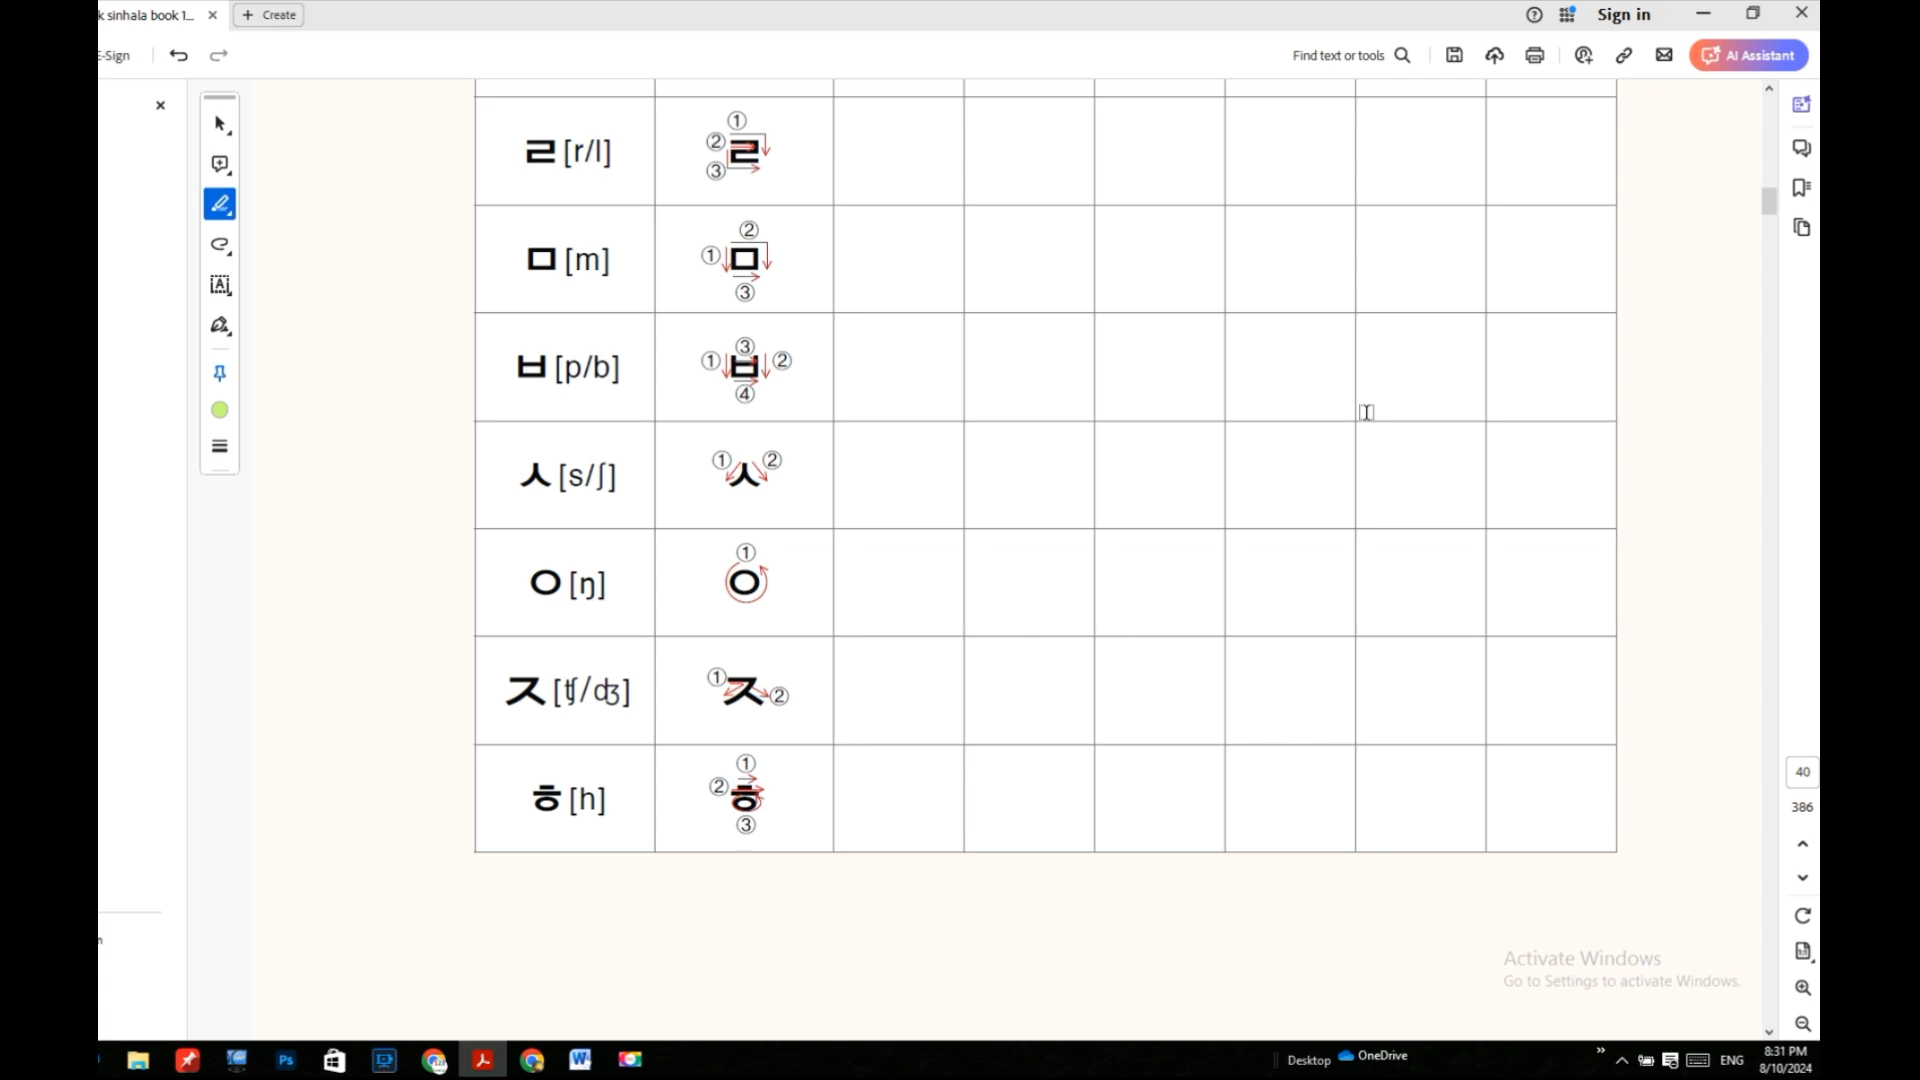 k sinhala book 1...
Create
Sign in
E-Sign
Find text or tools
AI Assistant
①
ㄹ [r/l]
②
ㄹ
③
②
ㅁ [m]
①
ㅁ
③
③
ㅂ [p/b]
①
ㅂ
②
④
ㅅ [s/ʃ]
①
ㅅ
②
①
ㅇ [ŋ]
ㅇ
ㅈ [ʧ/ʤ]
①
ㅈ
②
①
ㅎ [h]
②
ㅎ
③
40
386
n
Activate Windows
Go to Settings to activate Windows.
Desktop
OneDrive
ENG
8:31 PM
8/10/2024